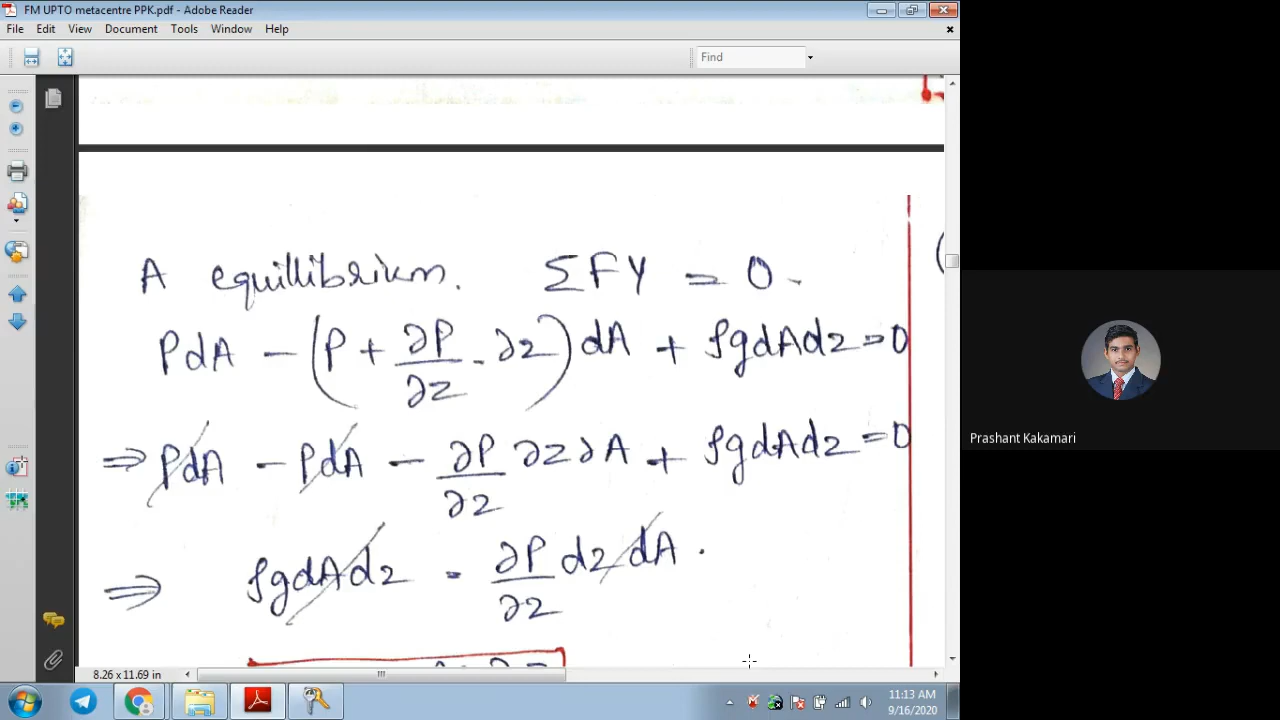 FM UPTO metacentre PPK.pdf - Adobe Reader
File Edit View Document Tools Window Help
Find
A equillibrium. ΣFY = 0.
PdA - (P + ∂P/∂z . ∂z) dA + ρgdAdz = 0
⇒ PdA - PdA - ∂P/∂z ∂z∂A + ρgdAdz = 0
⇒ ρgdAdz = ∂P/∂z dz dA .
Prashant Kakamari
8.26 x 11.69 in
11:13 AM
9/16/2020